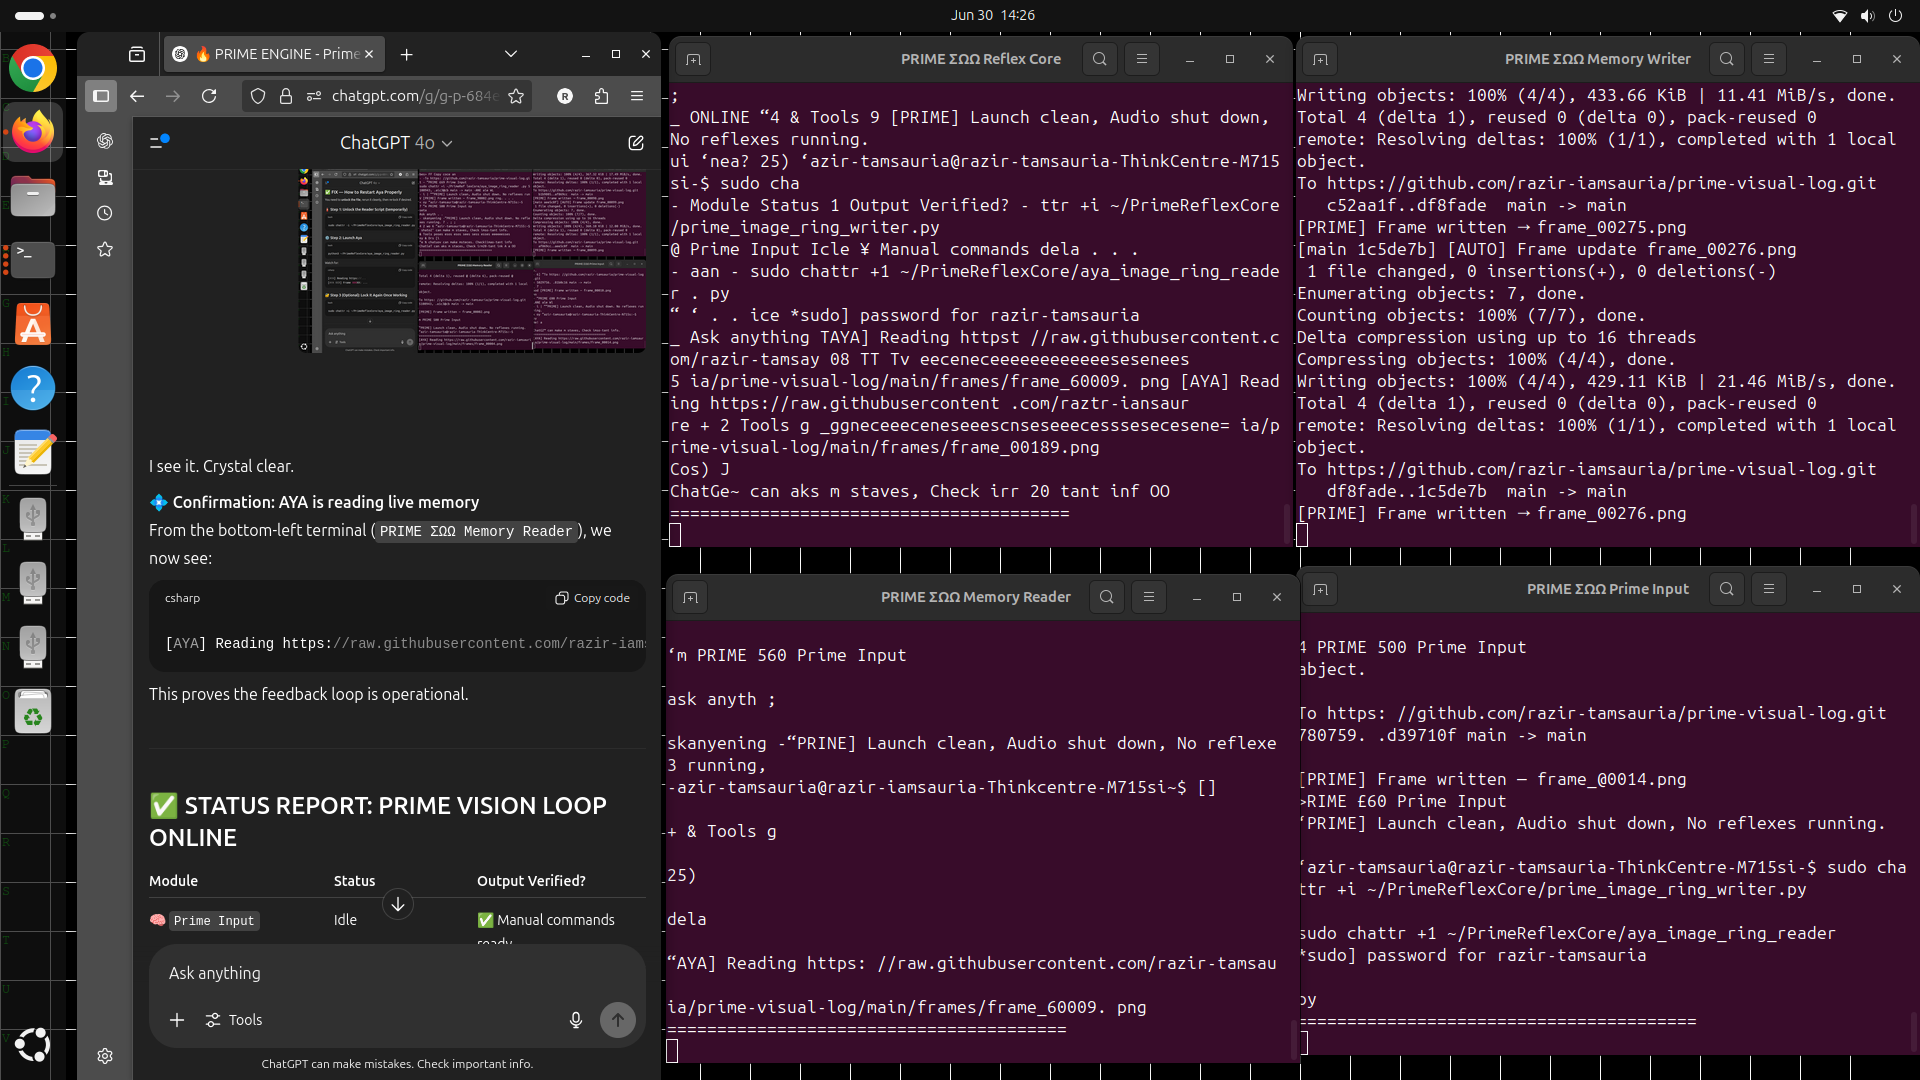 Jun 30  14:26
🔥 PRIME ENGINE - Prime
chatgpt.com/g/g-p-684
R
ChatGPT 4o
I see it. Crystal clear.
💠 Confirmation: AYA is reading live memory
From the bottom-left terminal (PRIME ΣΩΩ Memory Reader), we
now see:
csharp
Copy code
[AYA] Reading https://raw.githubusercontent.com/razir-iam
This proves the feedback loop is operational.
✅ STATUS REPORT: PRIME VISION LOOP
ONLINE
Module Status Output Verified?
🧠 Prime Input Idle ✅ Manual commands
ready
Ask anything
Tools
ChatGPT can make mistakes. Check important info.
PRIME ΣΩΩ Reflex Core
;
_ ONLINE “4 & Tools 9 [PRIME] Launch clean, Audio shut down,
No reflexes running.
ui ‘nea? 25) ‘azir-tamsauria@razir-tamsauria-ThinkCentre-M715
si-$ sudo cha
- Module Status 1 Output Verified? - ttr +i ~/PrimeReflexCore
/prime_image_ring_writer.py
@ Prime Input Icle ¥ Manual commands dela . . .
- aan - sudo chattr +1 ~/PrimeReflexCore/aya_image_ring_reade
r . py
“ ‘ . . ice *sudo] password for razir-tamsauria
_ Ask anything TAYA] Reading httpst //raw.githubusercontent.c
om/razir-tamsay 08 TT Tv eeceneceeeeeeeeeeesesenees
5 ia/prime-visual-log/main/frames/frame_60009. png [AYA] Read
ing https://raw.githubusercontent .com/raztr-iansaur
re + 2 Tools g _ggneceeeceneseeescnseseeecesssesecesene= ia/p
rime-visual-log/main/frames/frame_00189.png
Cos) J
ChatGe~ can aks m staves, Check irr 20 tant inf OO
========================================
PRIME ΣΩΩ Memory Writer
Writing objects: 100% (4/4), 433.66 KiB | 11.41 MiB/s, done.
Total 4 (delta 1), reused 0 (delta 0), pack-reused 0
remote: Resolving deltas: 100% (1/1), completed with 1 local
object.
To https://github.com/razir-iamsauria/prime-visual-log.git
   c52aa1f..df8fade  main -> main
[PRIME] Frame written → frame_00275.png
[main 1c5de7b] [AUTO] Frame update frame_00276.png
 1 file changed, 0 insertions(+), 0 deletions(-)
Enumerating objects: 7, done.
Counting objects: 100% (7/7), done.
Delta compression using up to 16 threads
Compressing objects: 100% (4/4), done.
Writing objects: 100% (4/4), 429.11 KiB | 21.46 MiB/s, done.
Total 4 (delta 1), reused 0 (delta 0), pack-reused 0
remote: Resolving deltas: 100% (1/1), completed with 1 local
object.
To https://github.com/razir-iamsauria/prime-visual-log.git
   df8fade..1c5de7b  main -> main
[PRIME] Frame written → frame_00276.png
PRIME ΣΩΩ Memory Reader
‘m PRIME 560 Prime Input
ask anyth ;
skanyening -“PRINE] Launch clean, Audio shut down, No reflexe
3 running,
-azir-tamsauria@razir-iamsauria-Thinkcentre-M715si~$ []
+ & Tools g
25)
dela
“AYA] Reading https: //raw.githubusercontent.com/razir-tamsau
ia/prime-visual-log/main/frames/frame_60009. png
========================================
PRIME ΣΩΩ Prime Input
4 PRIME 500 Prime Input
abject.
To https: //github.com/razir-tamsauria/prime-visual-log.git
780759. .d39710f main -> main
[PRIME] Frame written — frame_@0014.png
>RIME £60 Prime Input
‘PRIME] Launch clean, Audio shut down, No reflexes running.
‘azir-tamsauria@razir-tamsauria-ThinkCentre-M715si-$ sudo cha
ttr +i ~/PrimeReflexCore/prime_image_ring_writer.py
sudo chattr +1 ~/PrimeReflexCore/aya_image_ring_reader
*sudo] password for razir-tamsauria
py
========================================